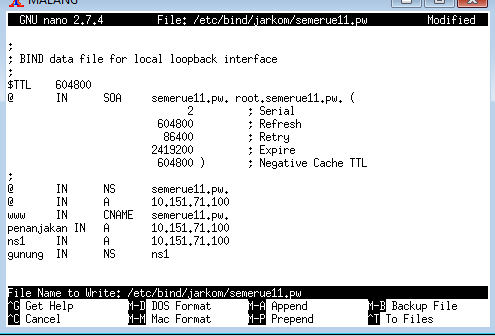 MALANG
GNU nano 2.7.4 File: /etc/bind/jarkom/semerue11.pw Modified
;
; BIND data file for local loopback interface
;
$TTL 604800
@ IN SOA semerue11.pw. root.semerue11.pw. (
2 ; Serial
604800 ; Refresh
86400 ; Retry
2419200 ; Expire
604800 ) ; Negative Cache TTL
;
@ IN NS semerue11.pw.
@ IN A 10.151.71.100
www IN CNAME semerue11.pw.
penanjakan IN A 10.151.71.100
ns1 IN A 10.151.71.100
gunung IN NS ns1
File Name to Write: /etc/bind/jarkom/semerue11.pw
^G Get Help M-D DOS Format M-A Append M-B Backup File
^C Cancel M-M Mac Format M-P Prepend ^T To Files